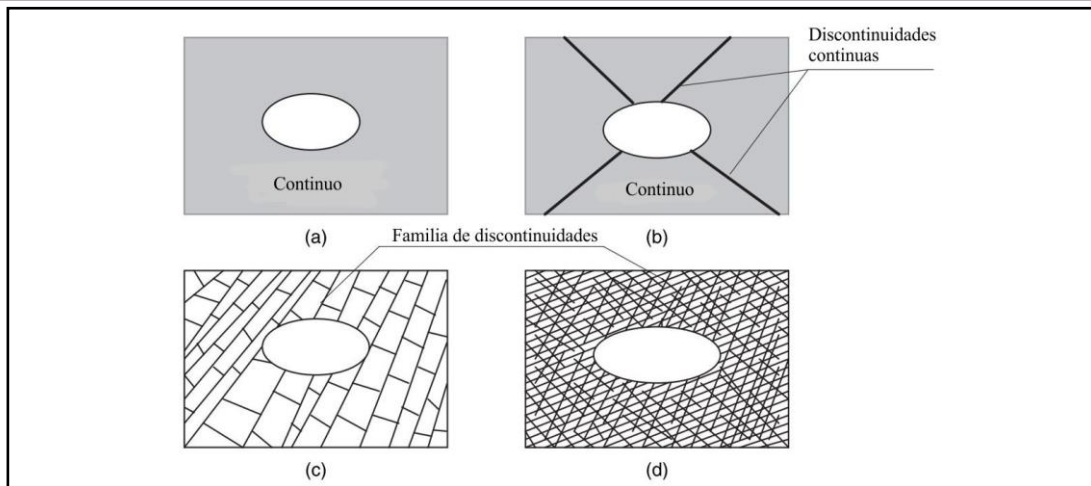 Discontinuidades
continuas
Continuo
Continuo
(a)
(b)
Familia de discontinuidades
(c)
(d)